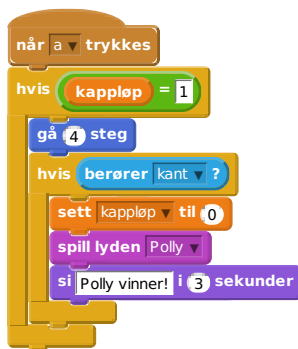 når a trykkes
hvis kappløp = 1
gå 4 steg
hvis berører kant ?
sett kappløp til 0
spill lyden Polly
si Polly vinner! i 3 sekunder